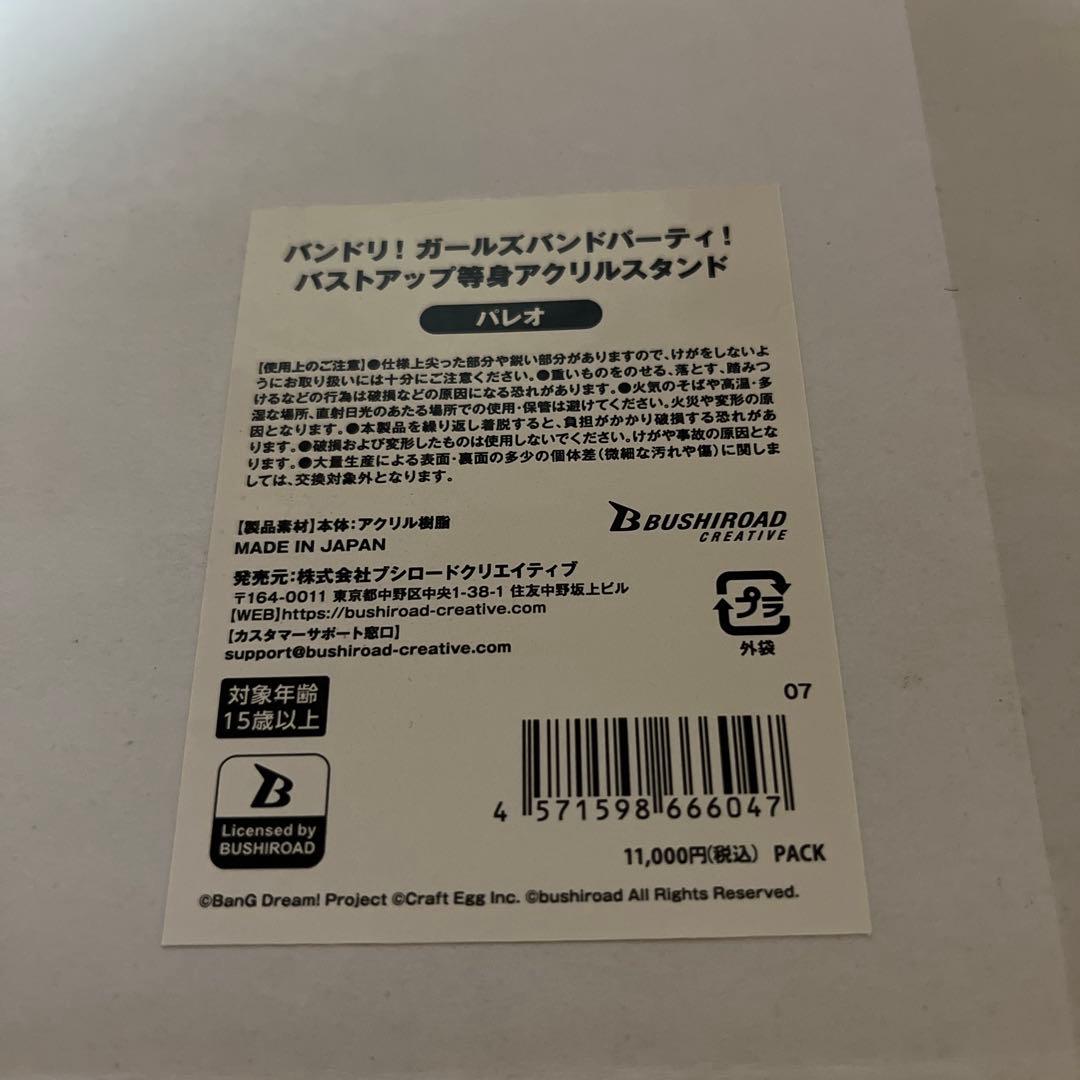 バンドリ! ガールズバンドパーティ!
バストアップ等身アクリルスタンド
パレオ
【使用上のご注意】●仕様上尖った部分や鋭い部分がありますので、けがをしないよ
うにお取り扱いには十分にご注意ください。●重いものをのせる、落とす、踏みつ
けるなどの行為は破損などの原因になる恐れがあります。●火気のそばや高温・多
湿な場所、直射日光のあたる場所での使用・保管は避けてください。火災や変形の原
因となります。●本製品を繰り返し着脱すると、負担がかかり破損する恐れがあ
ります。●破損および変形したものは使用しないでください。けがや事故の原因とな
ります。●大量生産による表面・裏面の多少の個体差(微細な汚れや傷)に関しま
しては、交換対象外となります。
【製品素材】本体:アクリル樹脂
MADE IN JAPAN
B BUSHIROAD
CREATIVE
発売元:株式会社ブシロードクリエイティブ
〒164-0011 東京都中野区中央1-38-1 住友中野坂上ビル
【WEB】https://bushiroad-creative.com
【カスタマーサポート窓口】
support@bushiroad-creative.com
プラ
外袋
07
対象年齢
15歳以上
B
Licensed by
BUSHIROAD
4 571598 666047
11,000円(税込) PACK
©BanG Dream! Project ©Craft Egg Inc. ©bushiroad All Rights Reserved.